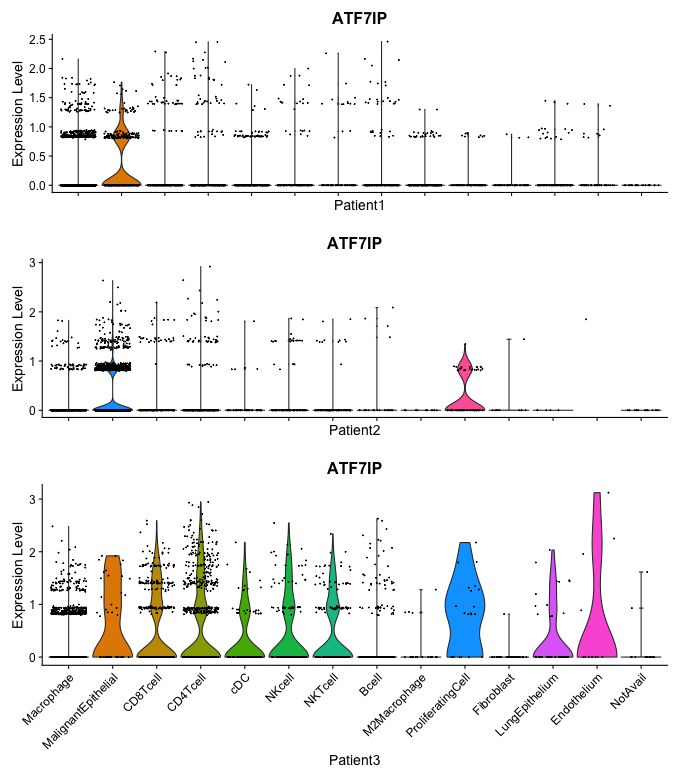 ATF7IP
Expression Level
2.5
2.0
1.5
1.0
0.5
0.0
Patient1
ATF7IP
Expression Level
3
2
1
0
Patient2
ATF7IP
Expression Level
3
2
1
0
Macrophage
MalignantEpithelial
CD8Tcell
CD4Tcell
cDC
NKcell
NKTcell
Bcell
M2Macrophage
ProliferatingCell
Fibroblast
LungEpithelium
Endothelium
NotAvail
Patient3